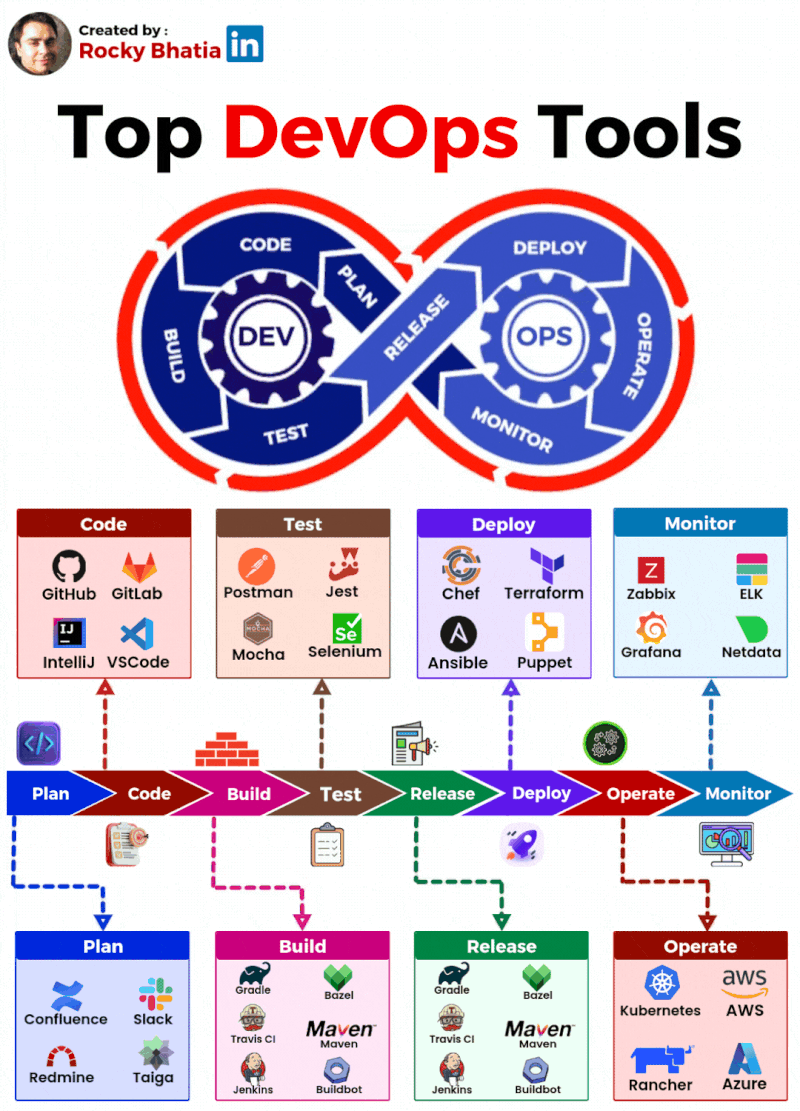 Created by :
Rocky Bhatia in
Top DevOps Tools
CODE
PLAN
BUILD
DEV
TEST
RELEASE
DEPLOY
OPS
OPERATE
MONITOR
Code
GitHub GitLab
IJ
IntelliJ VSCode
Test
Postman Jest
MOCHA
Se
Mocha Selenium
Deploy
Chef Terraform
A
Ansible Puppet
Monitor
Z
Zabbix ELK
Grafana Netdata
</>
Plan Code Build Test Release Deploy Operate Monitor
Plan
Confluence Slack
Redmine Taiga
Build
Gradle Bazel
Maven™
Travis CI Maven
Jenkins Buildbot
Release
Gradle Bazel
Maven™
Travis CI Maven
Jenkins Buildbot
Operate
aws
Kubernetes AWS
Rancher Azure